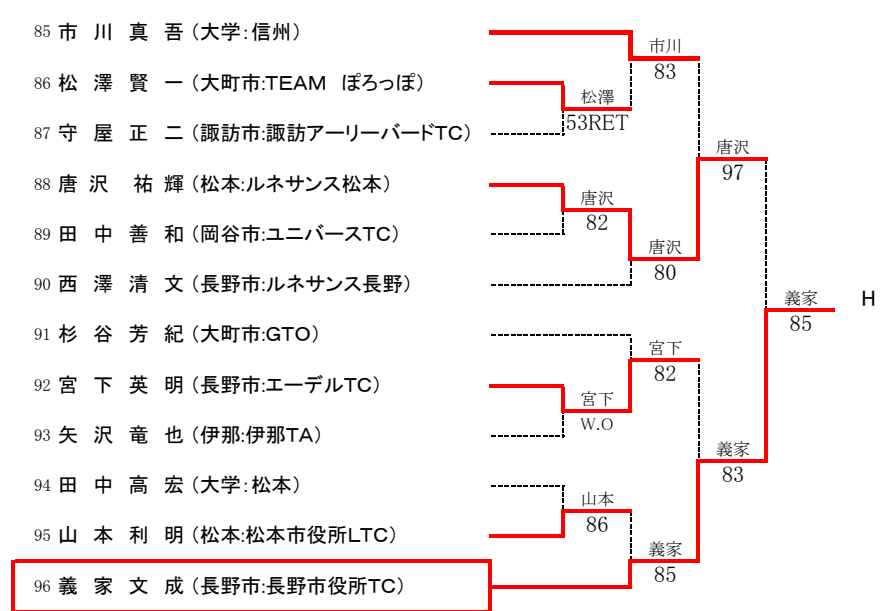 85 市 川 真 吾 (大学:信州)
市川
83
86 松 澤 賢 一 (大町市:TEAM ぽろっぽ)
松澤
53RET
87 守 屋 正 二 (諏訪市:諏訪アーリーバードTC)
唐沢
97
88 唐 沢 祐 輝 (松本:ルネサンス松本)
唐沢
82
89 田 中 善 和 (岡谷市:ユニバースTC)
唐沢
80
90 西 澤 清 文 (長野市:ルネサンス長野)
義家 H
85
91 杉 谷 芳 紀 (大町市:GTO)
宮下
82
92 宮 下 英 明 (長野市:エーデルTC)
宮下
W.O
93 矢 沢 竜 也 (伊那:伊那TA)
義家
83
94 田 中 高 宏 (大学:松本)
山本
86
95 山 本 利 明 (松本:松本市役所LTC)
義家
85
96 義 家 文 成 (長野市:長野市役所TC)